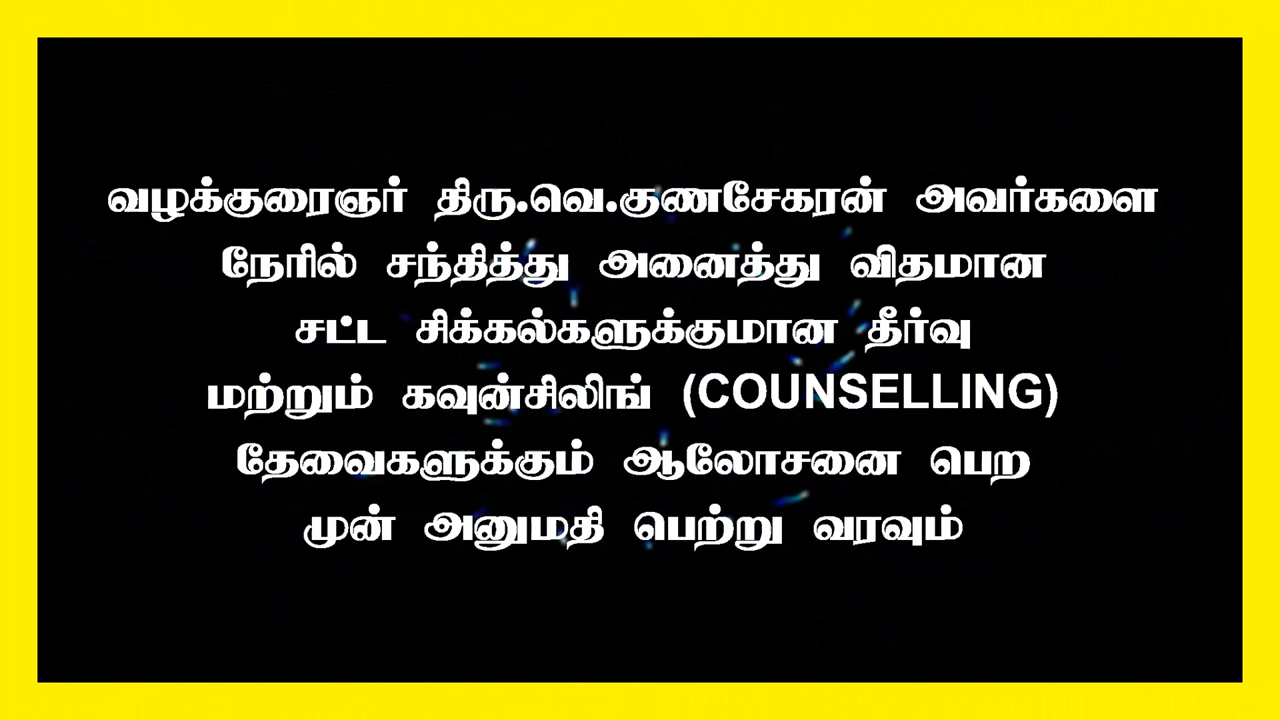 வழக்குரைஞர் திரு.வெ.குணசேகரன் அவர்களை
நேரில் சந்தித்து அனைத்து விதமான
சட்ட சிக்கல்களுக்குமான தீர்வு
மற்றும் கவுன்சிலிங் (COUNSELLING)
தேவைகளுக்கும் ஆலோசனை பெற
முன் அனுமதி பெற்று வரவும்